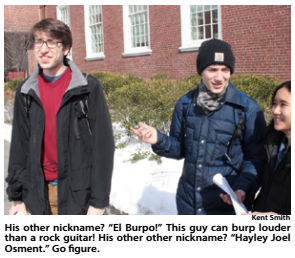 Kent Smith
His other nickname? “El Burpo!” This guy can burp louder
than a rock guitar! His other other nickname? “Hayley Joel
Osment.” Go figure.